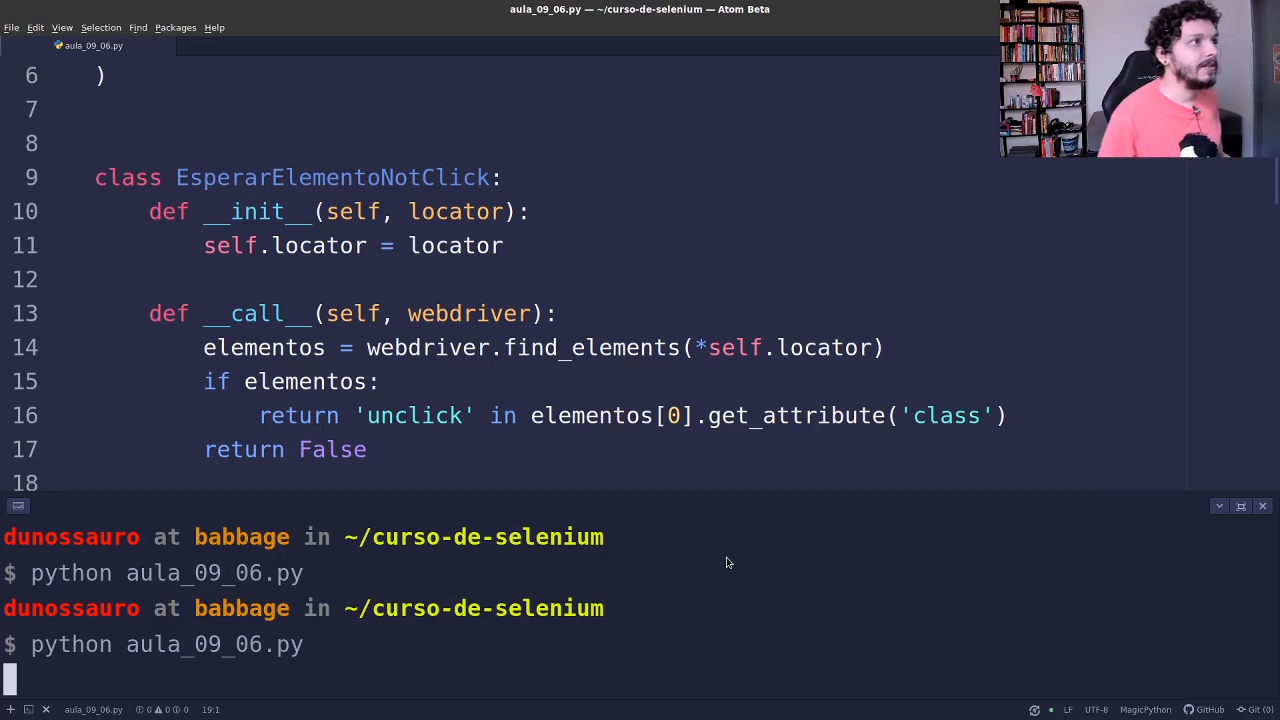 aula_09_06.py — ~/curso-de-selenium — Atom Beta
File Edit View Selection Find Packages Help
aula_09_06.py
6 )
7
8
9 class EsperarElementoNotClick:
10 def __init__(self, locator):
11 self.locator = locator
12
13 def __call__(self, webdriver):
14 elementos = webdriver.find_elements(*self.locator)
15 if elementos:
16 return 'unclick' in elementos[0].get_attribute('class')
17 return False
18
dunossauro at babbage in ~/curso-de-selenium
$ python aula_09_06.py
dunossauro at babbage in ~/curso-de-selenium
$ python aula_09_06.py
aula_09_06.py 0 0 0 19:1 LF UTF-8 MagicPython GitHub Git (0)